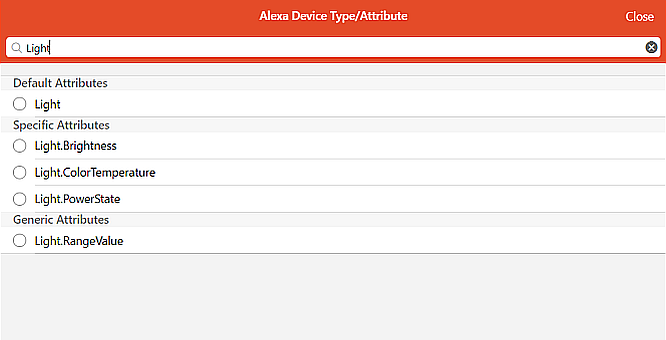 Alexa Device Type/Attribute
Close
Light
Default Attributes
Light
Specific Attributes
Light.Brightness
Light.ColorTemperature
Light.PowerState
Generic Attributes
Light.RangeValue